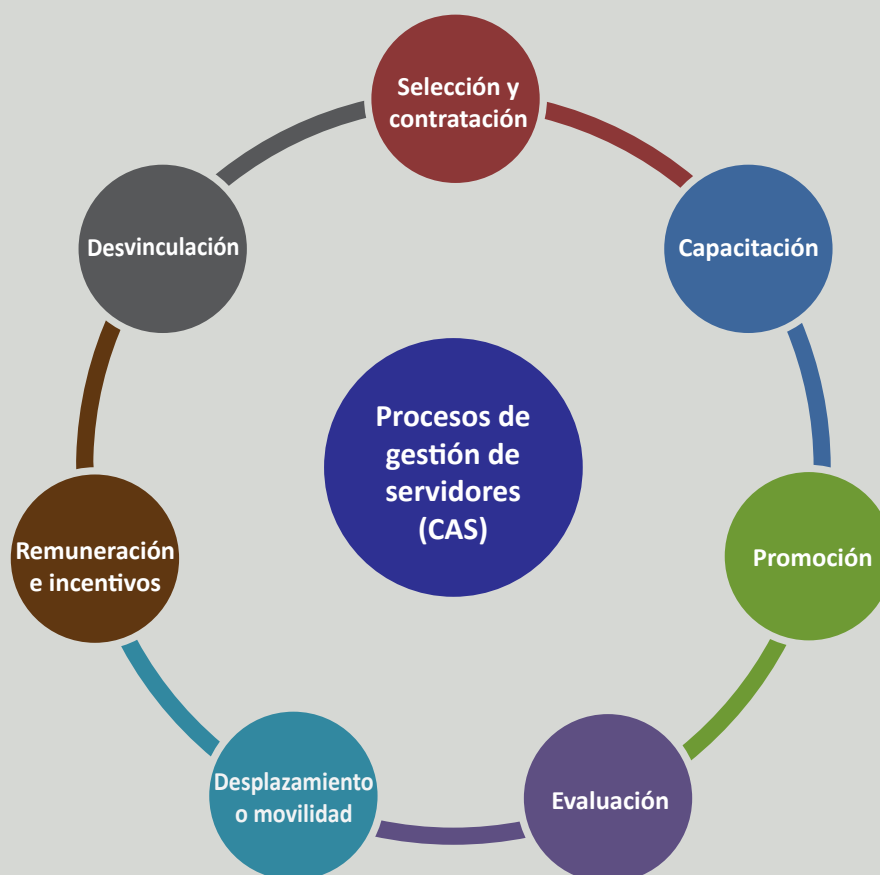 Selección y
contratación
Capacitación
Promoción
Evaluación
Desplazamiento
o movilidad
Remuneración
e incentivos
Desvinculación
Procesos de
gestión de
servidores
(CAS)